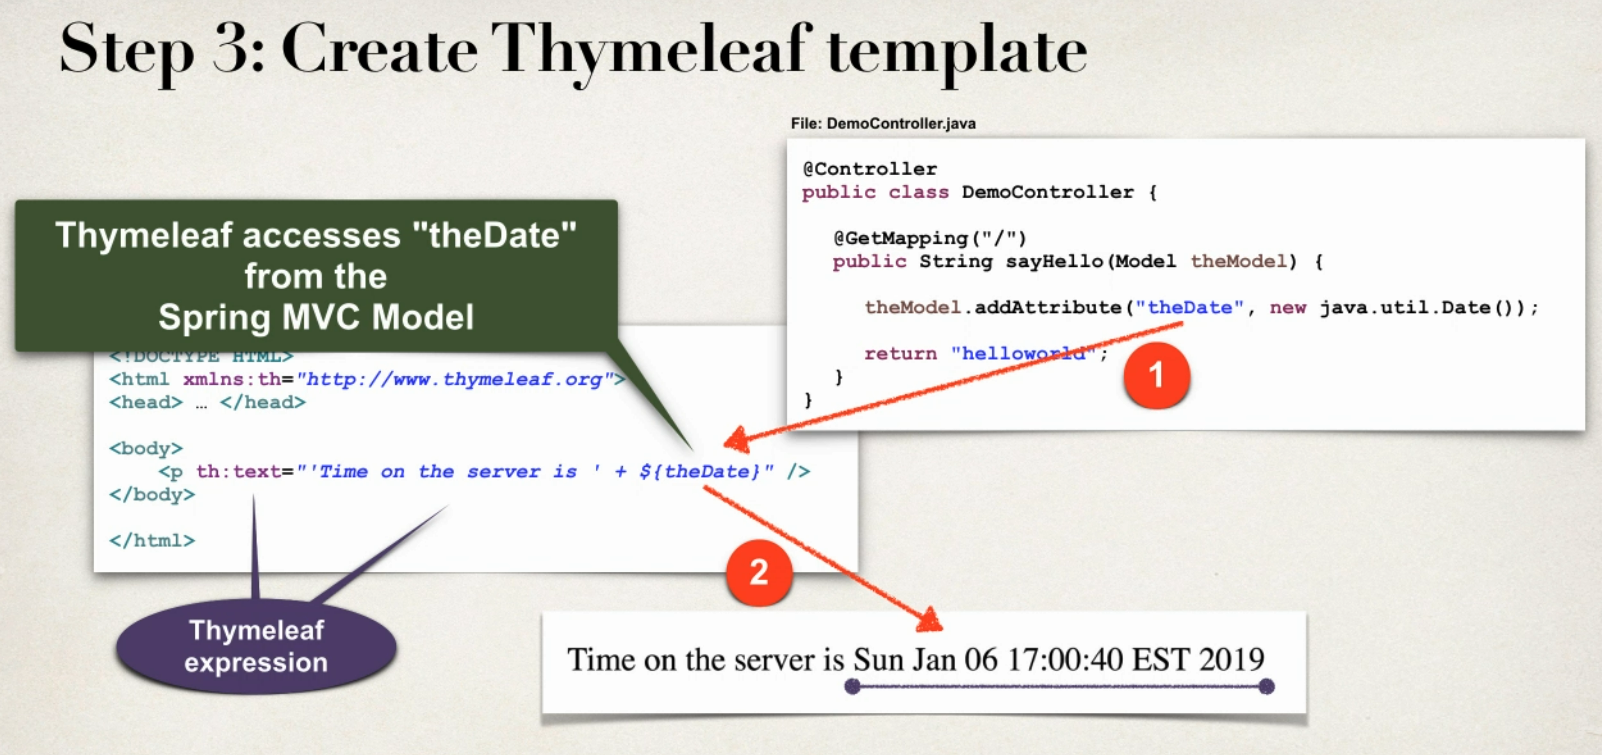 Step 3: Create Thymeleaf template
File: DemoController.java
@Controller
public class DemoController {
@GetMapping("/")
public String sayHello(Model theModel) {
theModel.addAttribute("theDate", new java.util.Date());
return "helloworld";
}
}
1
Thymeleaf accesses "theDate"
from the
Spring MVC Model
<!DOCTYPE HTML>
<html xmlns:th="http://www.thymeleaf.org">
<head> … </head>
<body>
<p th:text="'Time on the server is ' + ${theDate}" />
</body>
</html>
2
Thymeleaf
expression
Time on the server is Sun Jan 06 17:00:40 EST 2019